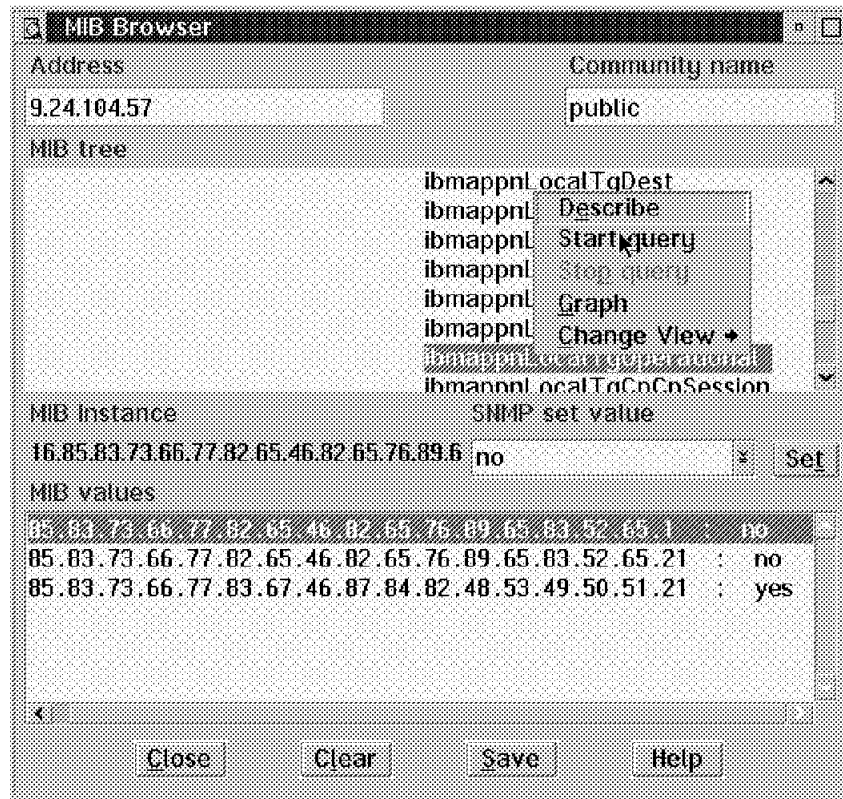 MIB Browser
Address Community name
9.24.104.57 public
MIB tree
ibmappnLocalTgDest
ibmappnL Describe
ibmappnL Start query
ibmappnL Stop query
ibmappnL Graph
ibmappnL Change View
ibmappnLocalTgOperational
ibmappnLocalTgCpCpSession
MIB Instance SNMP set value
16.85.83.73.66.77.82.65.46.82.65.76.89.6 no Set
MIB values
85.83.73.66.77.82.65.46.82.65.76.89.65.83.52.65.1 : no
85.83.73.66.77.82.65.46.82.65.76.89.65.83.52.65.21 : no
85.83.73.66.77.83.67.46.87.84.82.48.53.49.50.51.21 : yes
Close Clear Save Help